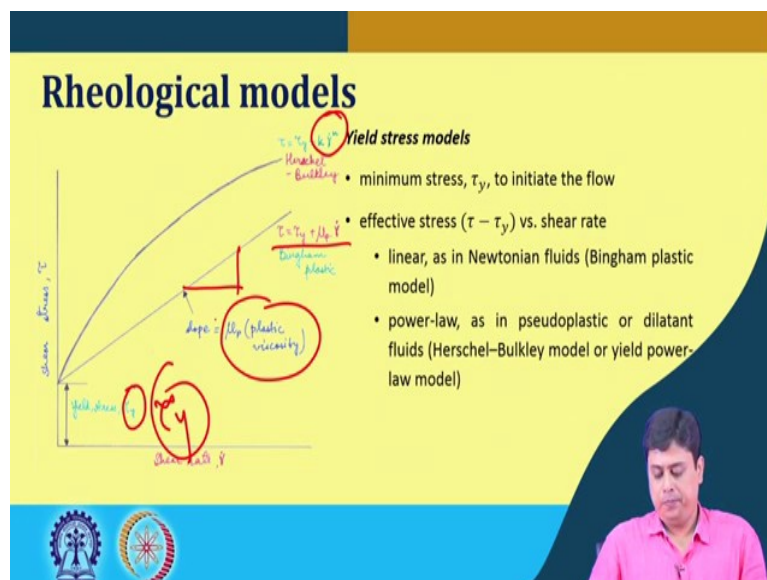 Rheological models
Yield stress models
• minimum stress, τy, to initiate the flow
• effective stress (τ − τy) vs. shear rate
• linear, as in Newtonian fluids (Bingham plastic
model)
• power-law, as in pseudoplastic or dilatant
fluids (Herschel–Bulkley model or yield power-
law model)
τ = τy kγ̇ⁿ
Herschel
- Bulkley
τ = τy + μp γ̇
Bingham
plastic
slope = μp (plastic
viscosity)
shear stress, τ
yield stress, τy
τy
shear rate, γ̇